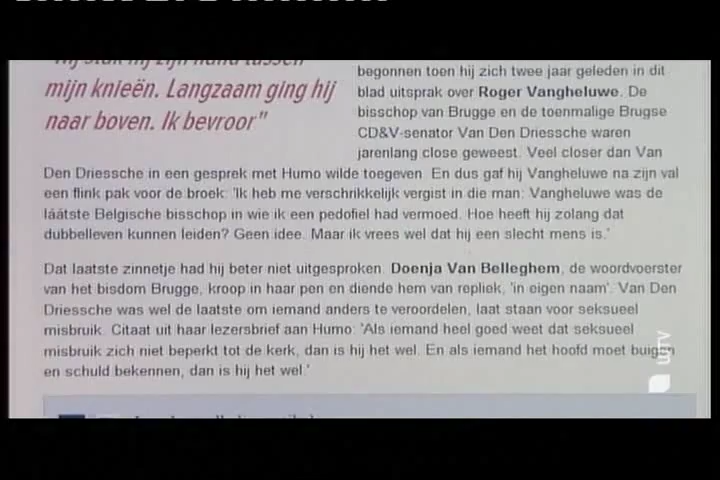 "Hij stak hij zijn hand tussen
mijn knieën. Langzaam ging hij
naar boven. Ik bevroor"
begonnen toen hij zich twee jaar geleden in dit
blad uitsprak over Roger Vangheluwe. De
bisschop van Brugge en de toenmalige Brugse
CD&V-senator Van Den Driessche waren
jarenlang close geweest. Veel closer dan Van
Den Driessche in een gesprek met Humo wilde toegeven. En dus gaf hij Vangheluwe na zijn val
een flink pak voor de broek: 'Ik heb me verschrikkelijk vergist in die man: Vangheluwe was de
láátste Belgische bisschop in wie ik een pedofiel had vermoed. Hoe heeft hij zolang dat
dubbelleven kunnen leiden? Geen idee. Maar ik vrees wel dat hij een slecht mens is.'
Dat laatste zinnetje had hij beter niet uitgesproken. Doenja Van Belleghem, de woordvoerster
van het bisdom Brugge, kroop in haar pen en diende hem van repliek, 'in eigen naam'. Van Den
Driessche was wel de laatste om iemand anders te veroordelen, laat staan voor seksueel
misbruik. Citaat uit haar lezersbrief aan Humo: 'Als iemand heel goed weet dat seksueel
misbruik zich niet beperkt tot de kerk, dan is hij het wel. En als iemand het hoofd moet buigen
en schuld bekennen, dan is hij het wel.'
vrv